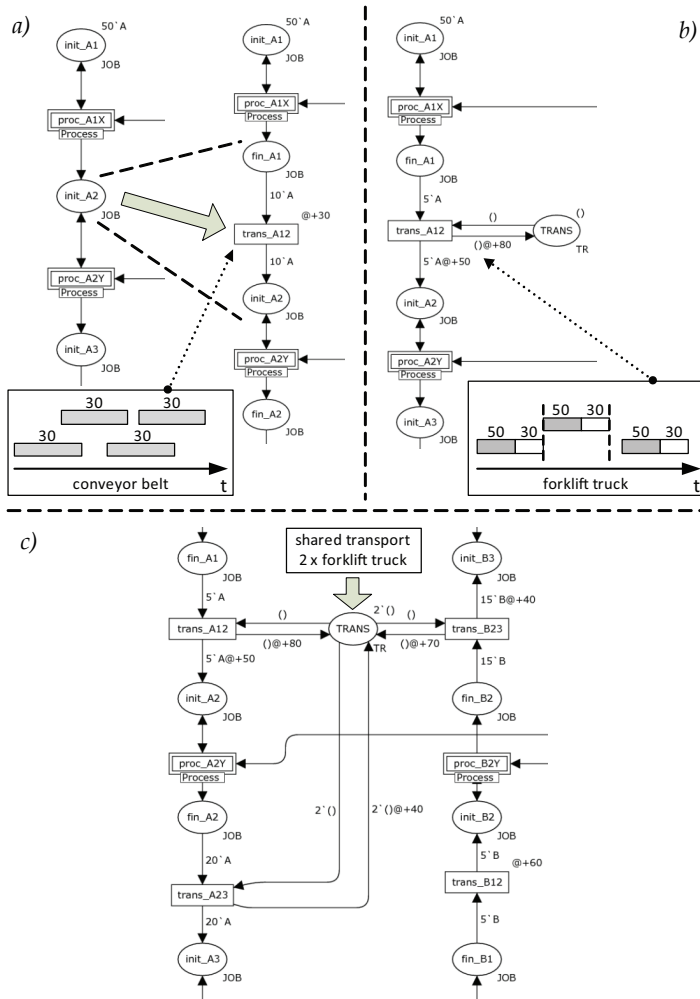 a)
50`A
init_A1
JOB
proc_A1X
Process
init_A2
JOB
proc_A2Y
Process
init_A3
JOB
50`A
init_A1
JOB
proc_A1X
Process
fin_A1
JOB
10`A
@+30
trans_A12
10`A
init_A2
JOB
proc_A2Y
Process
fin_A2
JOB
30 30
30 30
conveyor belt t
b)
50`A
init_A1
JOB
proc_A1X
Process
fin_A1
JOB
5`A
trans_A12
()
()@+80
TRANS
()
TR
5`A@+50
init_A2
JOB
proc_A2Y
Process
init_A3
JOB
50 30
50 30
50 30
forklift truck t
c)
shared transport
2 x forklift truck
fin_A1
JOB
5`A
trans_A12
()
()@+80
5`A@+50
init_A2
JOB
proc_A2Y
Process
fin_A2
JOB
20`A
trans_A23
20`A
init_A3
JOB
TRANS
2`()
TR
()
()@+70
2`()
2`()@+40
init_B3
JOB
15`B@+40
trans_B23
15`B
fin_B2
JOB
proc_B2Y
Process
init_B2
JOB
5`B
@+60
trans_B12
5`B
fin_B1
JOB